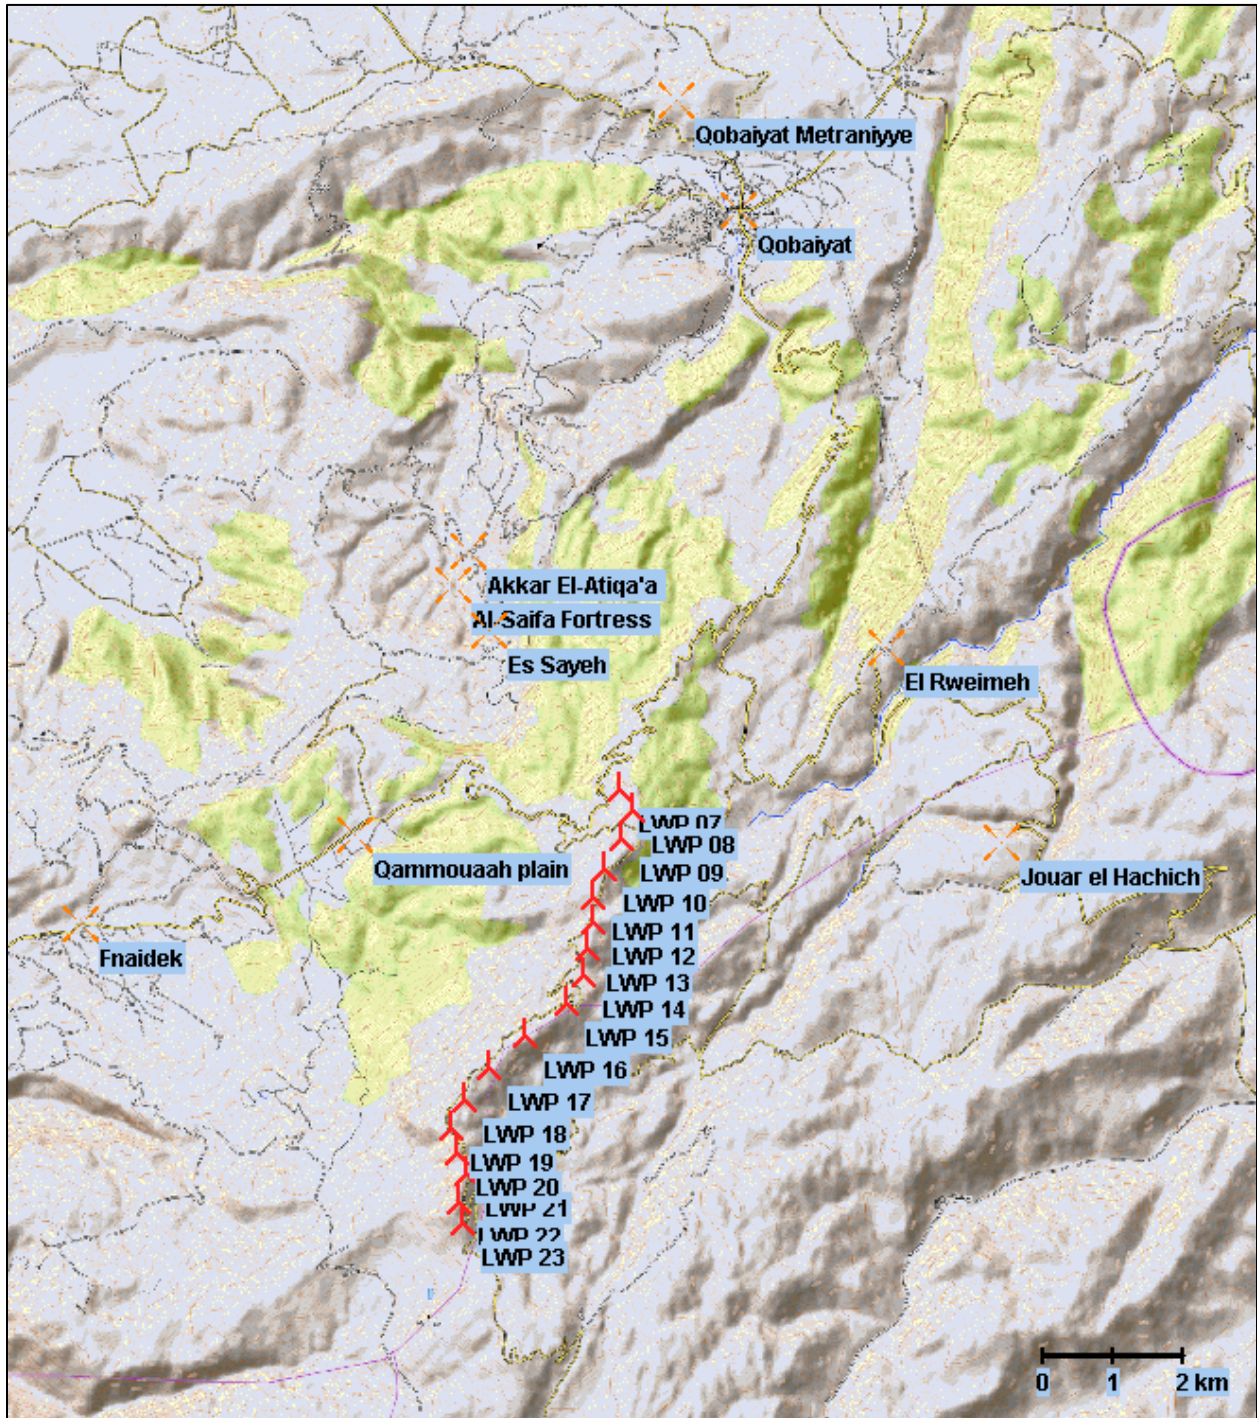 Qobaiyat Metraniyye
Qobaiyat
Akkar El-Atiqa'a
Al-Saifa Fortress
Es Sayeh
El Rweimeh
LWP 07
LWP 08
Qammouaah plain
LWP 09
Jouar el Hachich
LWP 10
LWP 11
Fnaidek
LWP 12
LWP 13
LWP 14
LWP 15
LWP 16
LWP 17
LWP 18
LWP 19
LWP 20
LWP 21
LWP 22
LWP 23
0 1 2 km